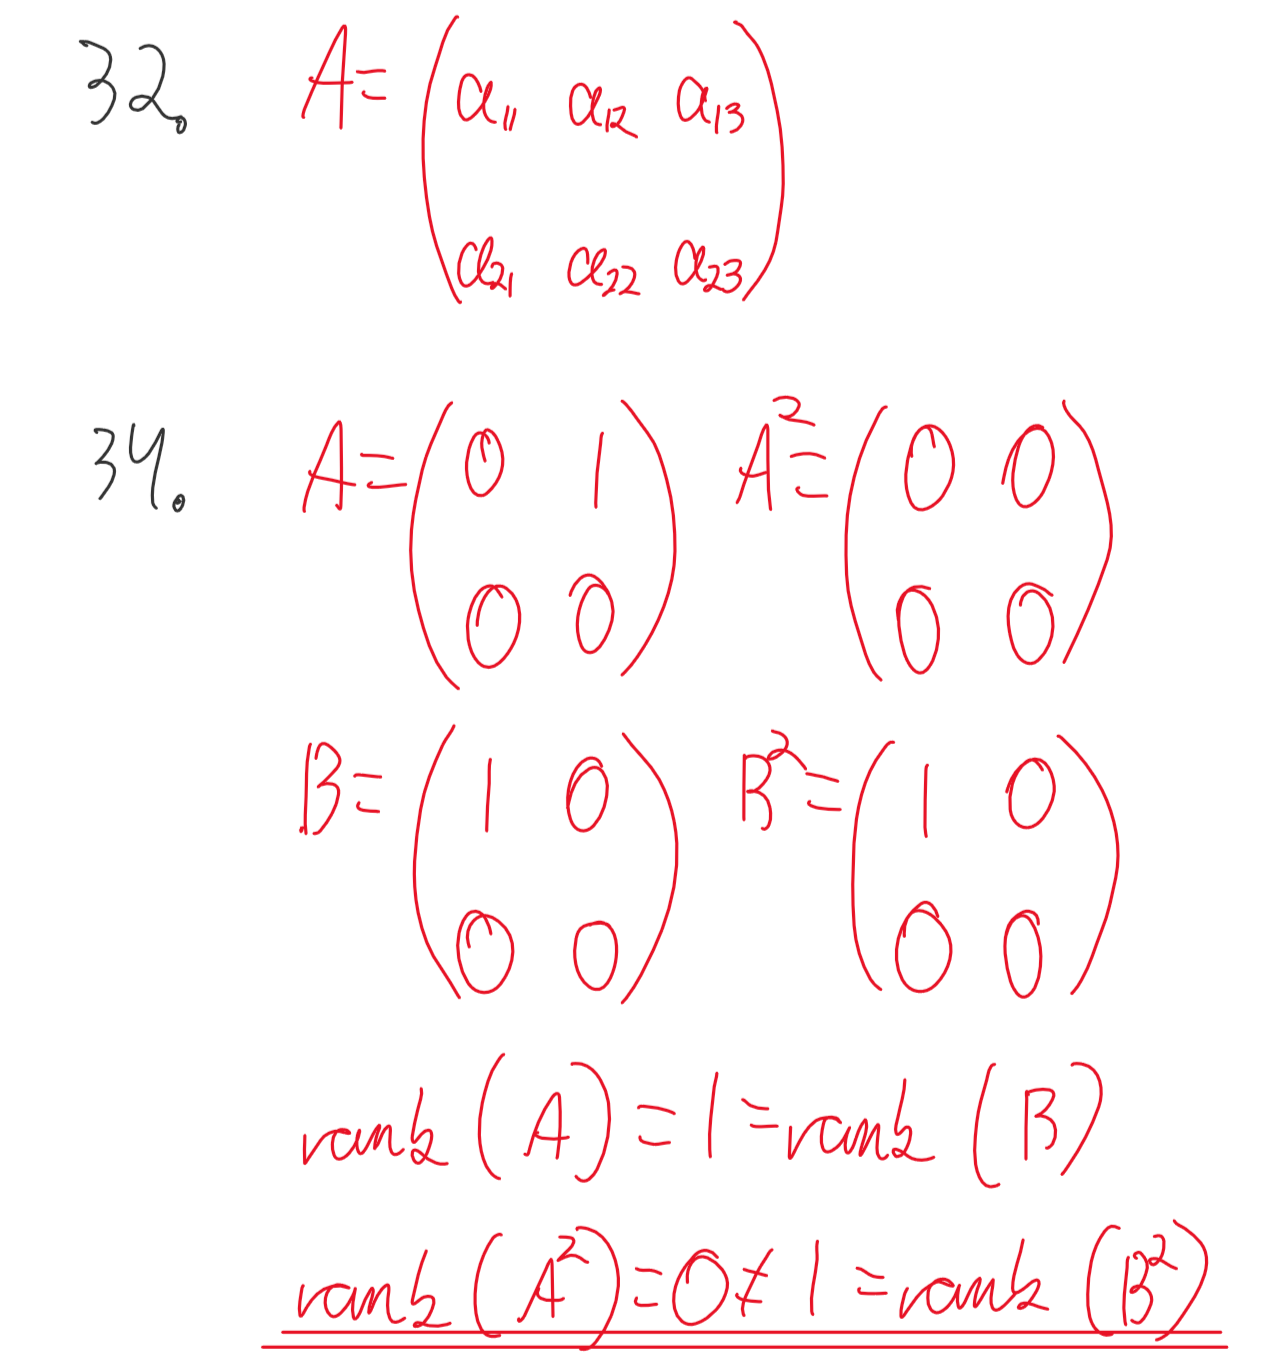 32. A = ( a₁₁ a₁₂ a₁₃
a₂₁ a₂₂ a₂₃ )
34. A = ( 0 1 A² = ( 0 0
0 0 ) 0 0 )
B = ( 1 0 B² = ( 1 0
0 0 ) 0 0 )
rank (A) = 1 = rank (B)
rank (A²) = 0 ≠ 1 = rank (B²)